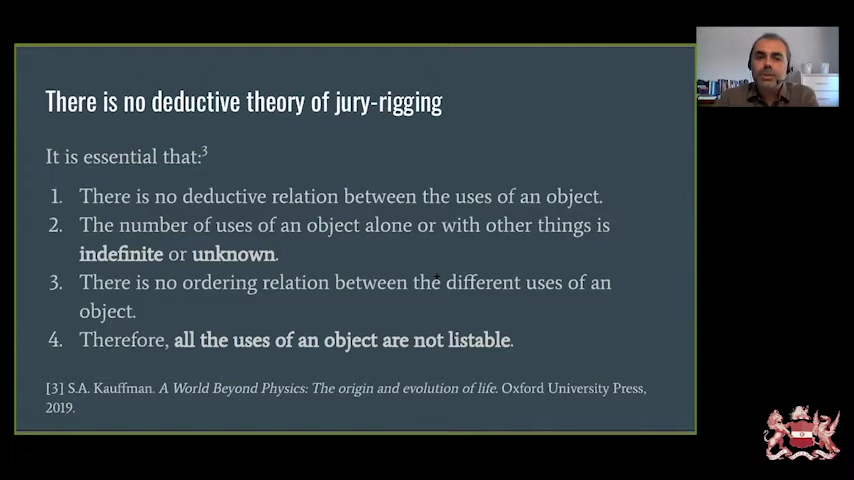 There is no deductive theory of jury-rigging
It is essential that:3
1. There is no deductive relation between the uses of an object.
2. The number of uses of an object alone or with other things is
indefinite or unknown.
3. There is no ordering relation between the different uses of an
object.
4. Therefore, all the uses of an object are not listable.
[3] S.A. Kauffman. A World Beyond Physics: The origin and evolution of life. Oxford University Press,
2019.